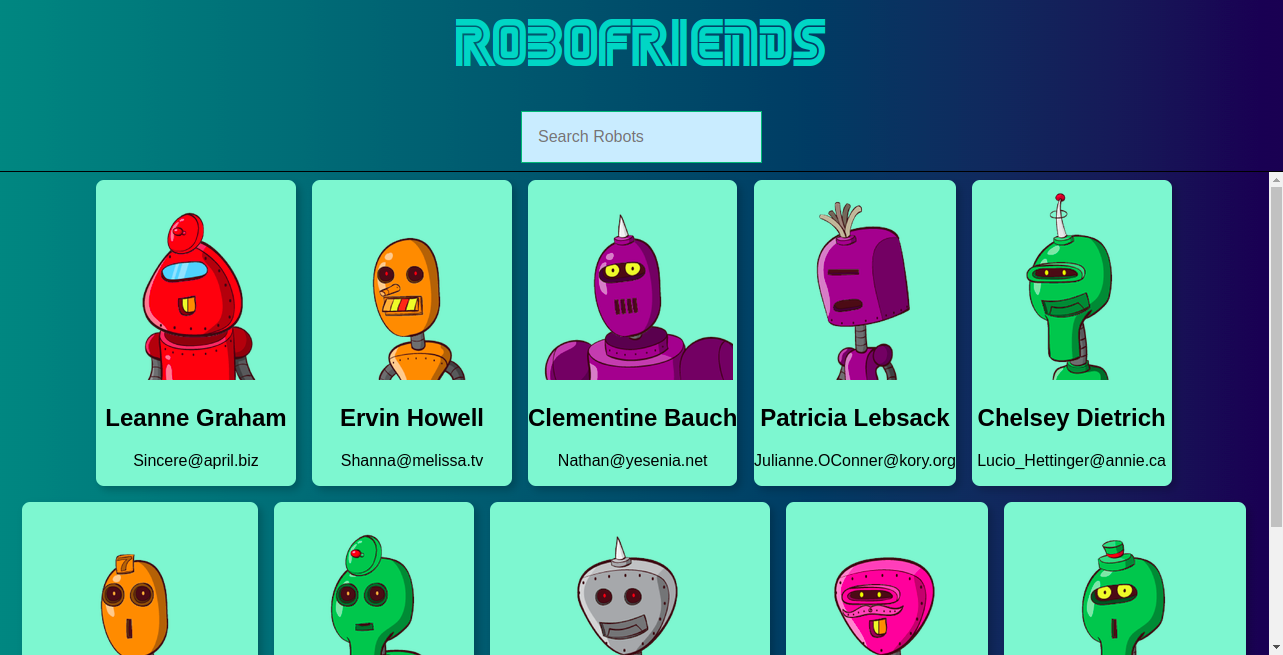 ROBOFRIENDS
Search Robots
Leanne Graham
Ervin Howell
Clementine Bauch
Patricia Lebsack
Chelsey Dietrich
Sincere@april.biz
Shanna@melissa.tv
Nathan@yesenia.net
Julianne.OConner@kory.org
Lucio_Hettinger@annie.ca
7